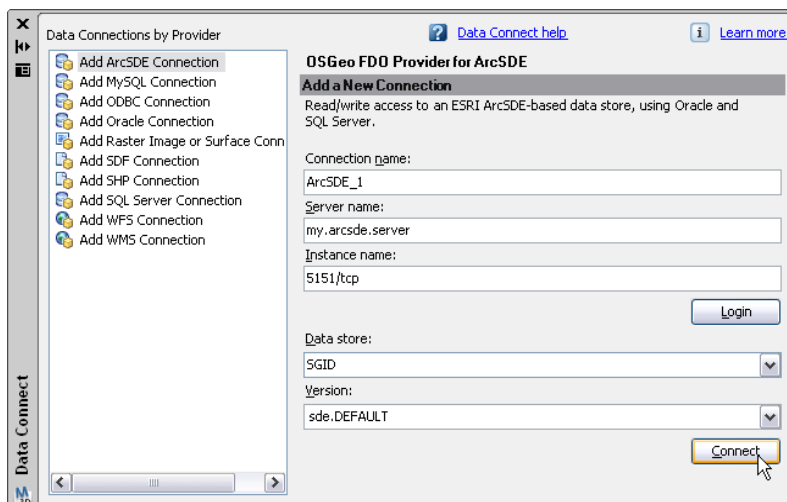 Data Connections by Provider
Data Connect help
Learn more
Add ArcSDE Connection
Add MySQL Connection
Add ODBC Connection
Add Oracle Connection
Add Raster Image or Surface Conn
Add SDF Connection
Add SHP Connection
Add SQL Server Connection
Add WFS Connection
Add WMS Connection
OSGeo FDO Provider for ArcSDE
Add a New Connection
Read/write access to an ESRI ArcSDE-based data store, using Oracle and
SQL Server.
Connection name:
ArcSDE_1
Server name:
my.arcsde.server
Instance name:
5151/tcp
Login
Data store:
SGID
Version:
sde.DEFAULT
Connect
Data Connect